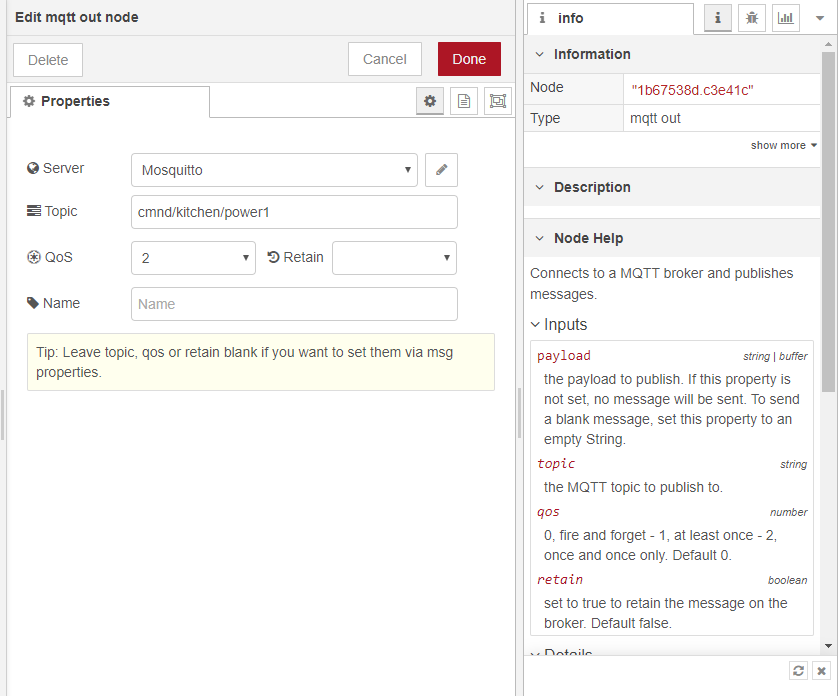 Edit mqtt out node
Delete
Cancel
Done
Properties
Server
Mosquitto
Topic
cmnd/kitchen/power1
QoS
2
Retain
Name
Name
Tip: Leave topic, qos or retain blank if you want to set them via msg
properties.
info
Information
Node
"1b67538d.c3e41c"
Type
mqtt out
show more
Description
Node Help
Connects to a MQTT broker and publishes
messages.
Inputs
payload
string | buffer
the payload to publish. If this property is
not set, no message will be sent. To send
a blank message, set this property to an
empty String.
topic
string
the MQTT topic to publish to.
qos
number
0, fire and forget - 1, at least once - 2,
once and once only. Default 0.
retain
boolean
set to true to retain the message on the
broker. Default false.
Details